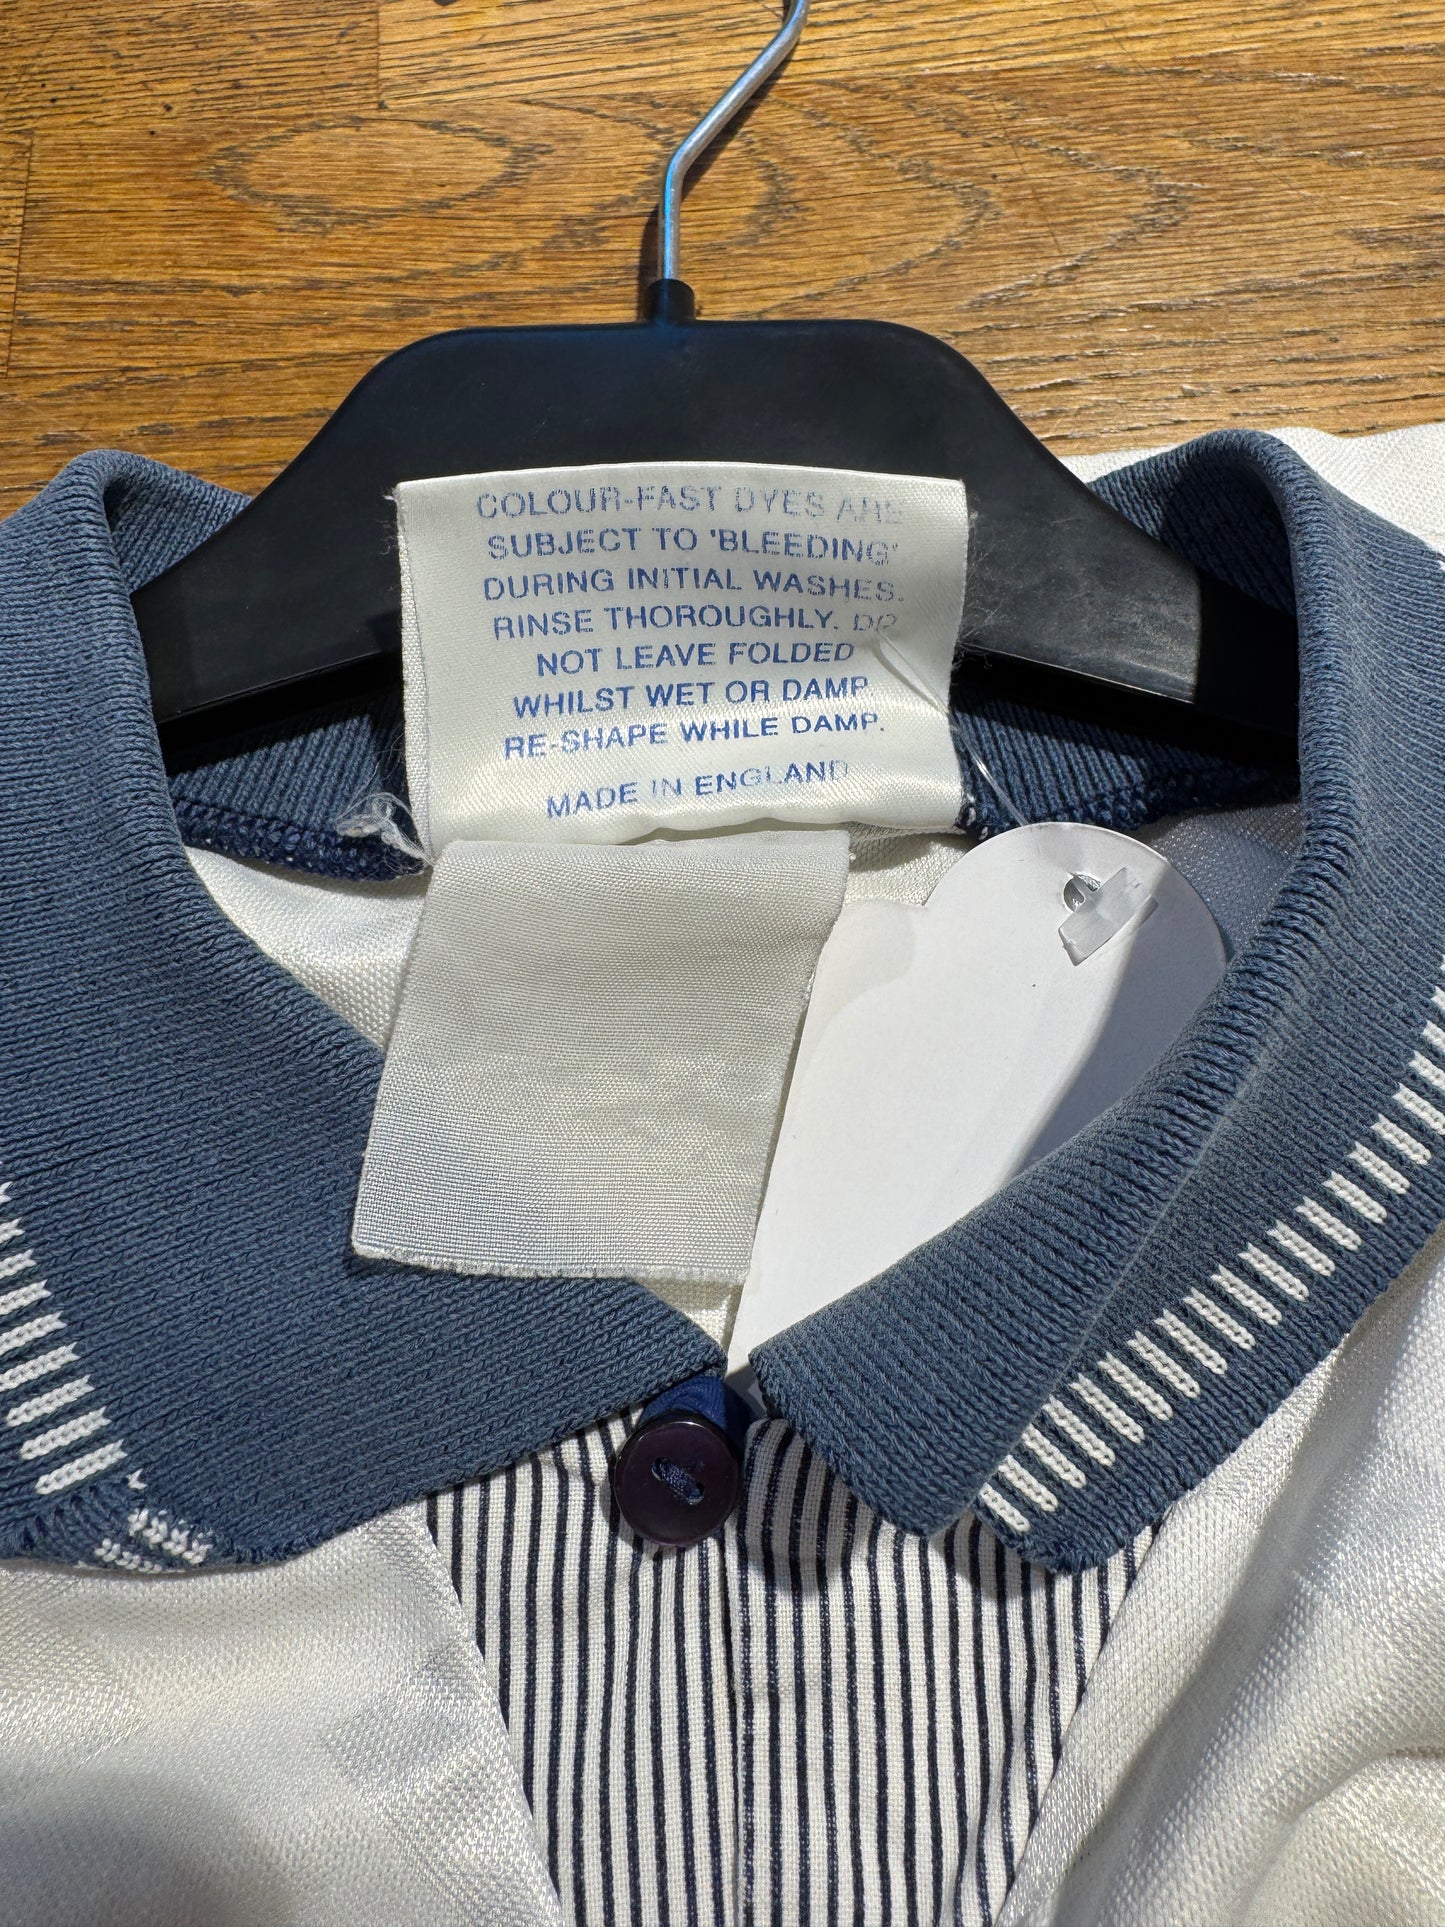 COLOUR-FAST DYES ARE
SUBJECT TO 'BLEEDING'
DURING INITIAL WASHES.
RINSE THOROUGHLY. DO
NOT LEAVE FOLDED
WHILST WET OR DAMP
RE-SHAPE WHILE DAMP.
MADE IN ENGLAND